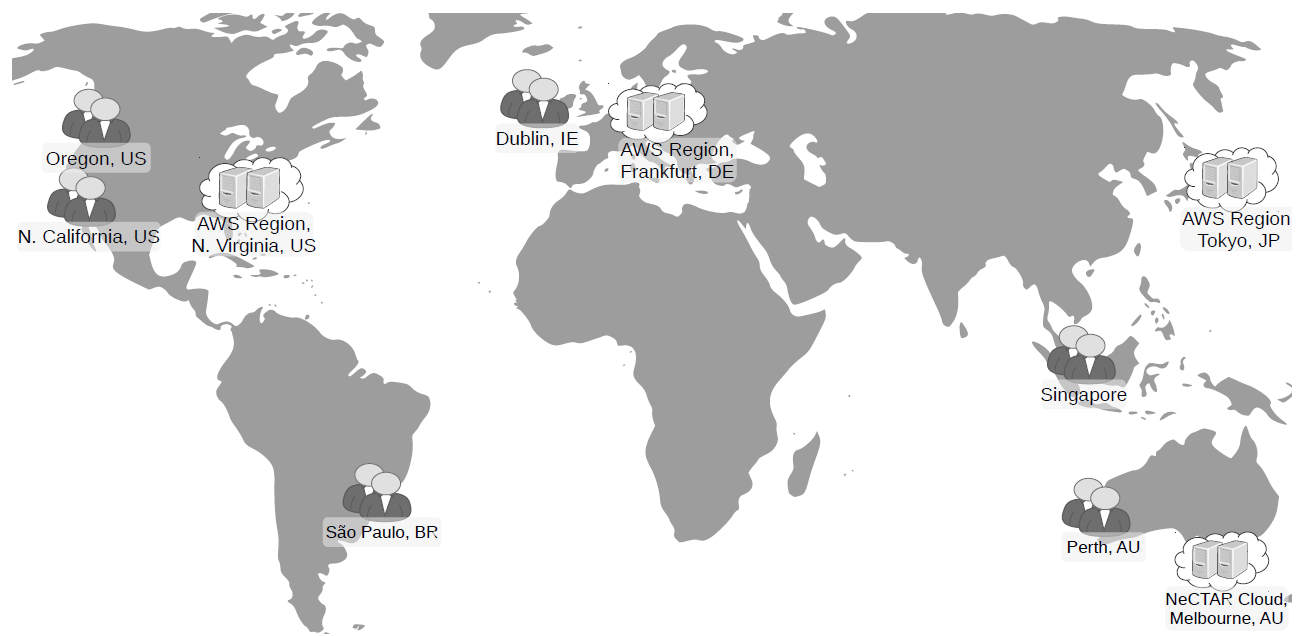 Dublin, IE
AWS Region,
Frankfurt, DE
Oregon, US
AWS Region,
N. Virginia, US
N. California, US
AWS Region
Tokyo, JP
Singapore
São Paulo, BR
Perth, AU
NeCTAR Cloud,
Melbourne, AU